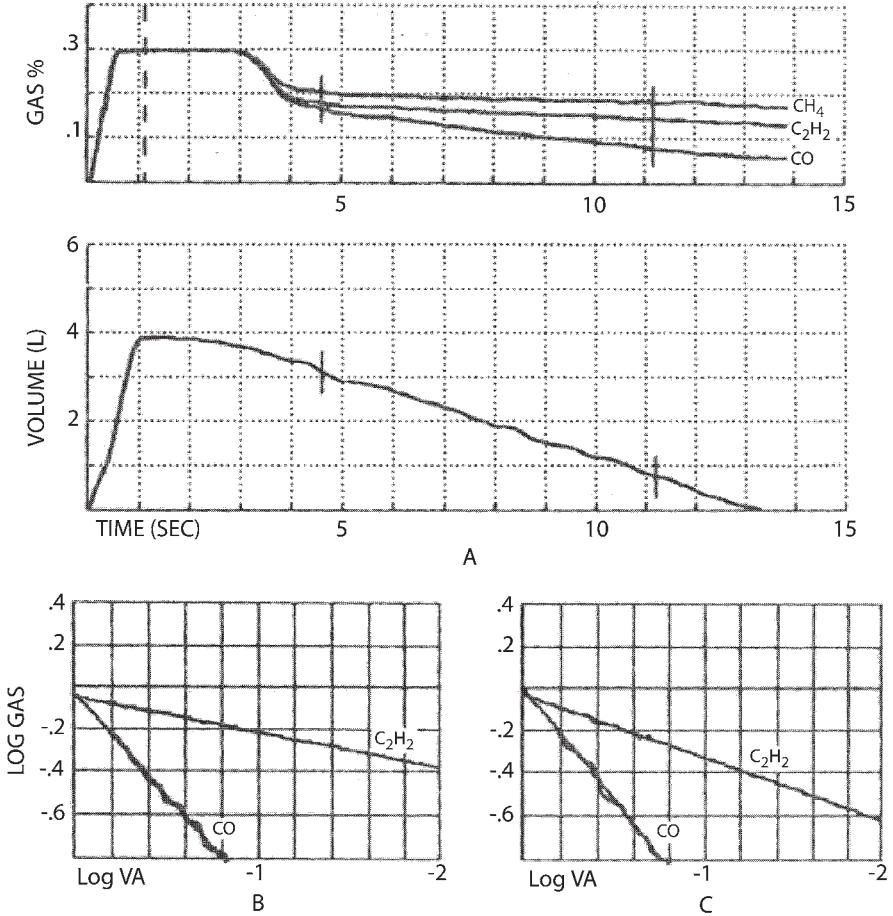 GAS %
.3
.1
CH4
C2H2
CO
5 10 15
VOLUME (L)
6
4
2
TIME (SEC) 5 10 15
A
LOG GAS
.4
.2
-.2
-.4
-.6
C2H2
CO
Log VA -1 -2
B
.4
.2
-.2
-.4
-.6
C2H2
CO
Log VA -1 -2
C